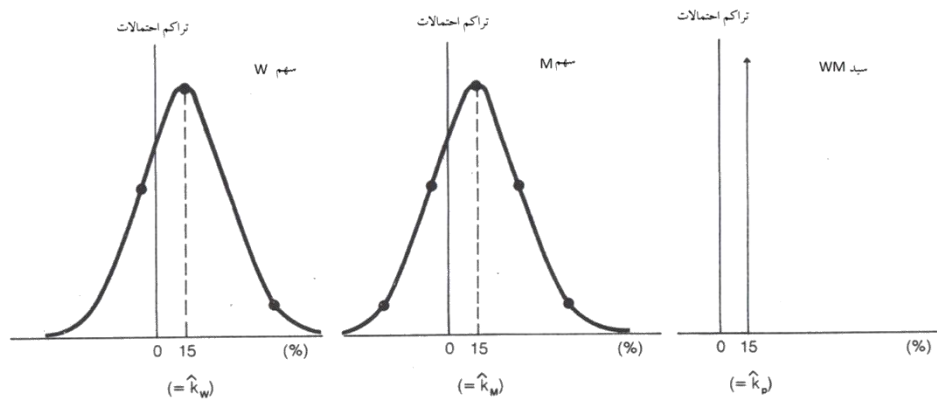 تراکم احتمالات
سهم W
0 15 (%)
(= k̂W)
تراکم احتمالات
سهم M
0 15 (%)
(= k̂M)
تراکم احتمالات
سبد WM
0 15 (%)
(= k̂p)